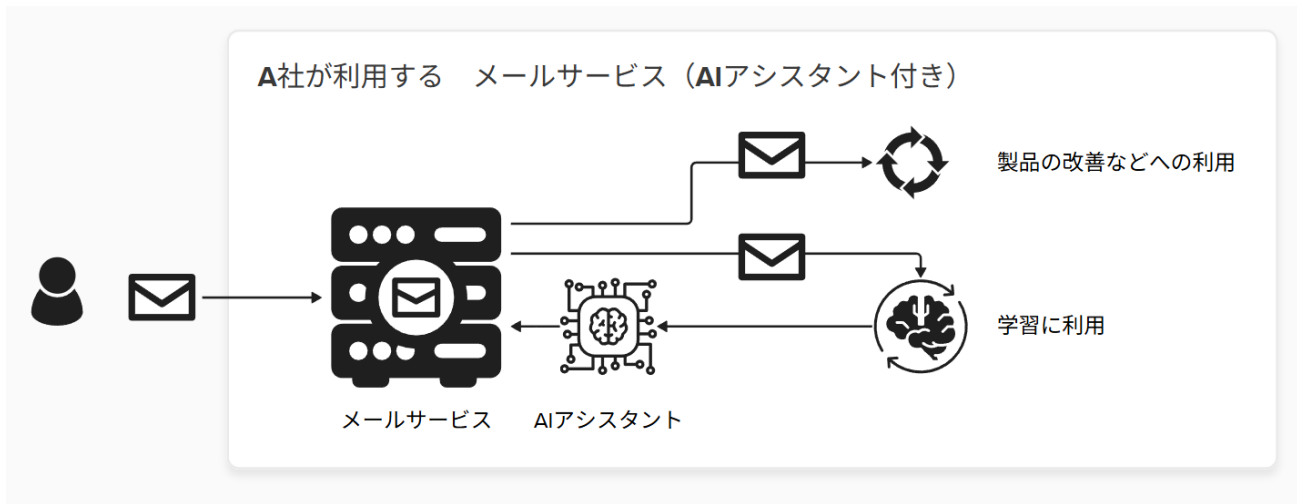 A社が利用する　メールサービス（AIアシスタント付き）
製品の改善などへの利用
学習に利用
メールサービス
AIアシスタント